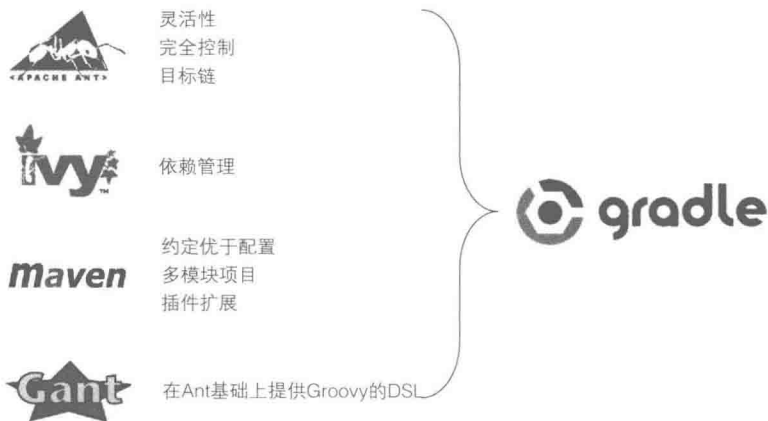 灵活性
完全控制
目标链
<APACHE ANT>
ivy
TM
依赖管理
约定优于配置
maven
多模块项目
插件扩展
gradle
Gant
在Ant基础上提供Groovy的DSL